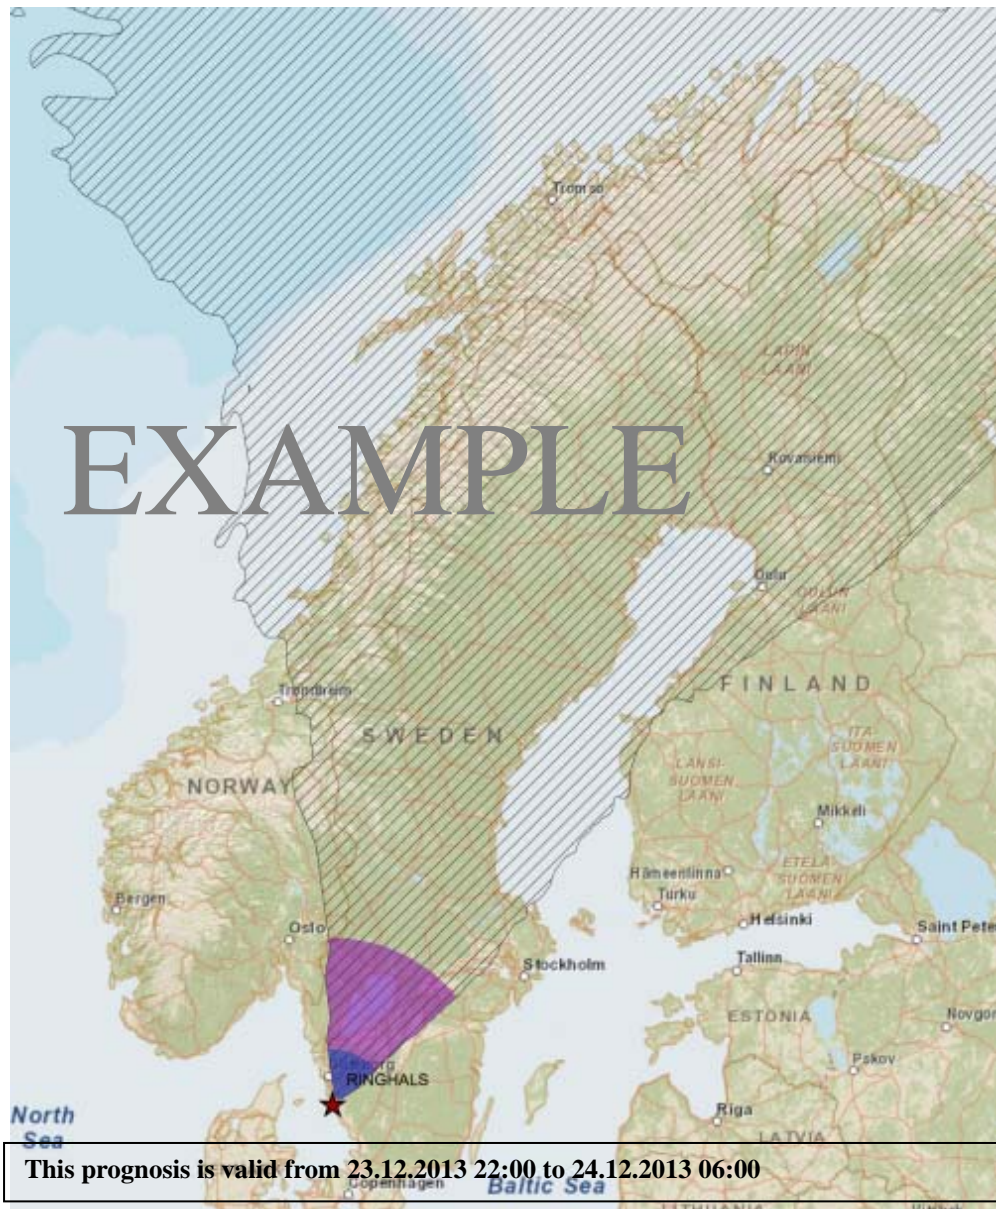 Tromsø
LAPIN
LAANI
EXAMPLE
Rovaniemi
Oulu
OULUN
LAANI
Trondheim
FINLAND
SWEDEN
ITA-
SUOMEN
LAANI
LANSI-
SUOMEN
LAANI
NORWAY
Mikkeli
ETELA-
SUOMEN
LAANI
Hämeenlinna
Turku
Bergen
Oslo
Helsinki
Saint Pete
Stockholm
Tallinn
ESTONIA
Novgor
Pskov
RINGHALS
North
Sea
Riga
LATVIA
This prognosis is valid from 23.12.2013 22:00 to 24.12.2013 06:00
Copenhagen
Baltic Sea
LITHUANIA